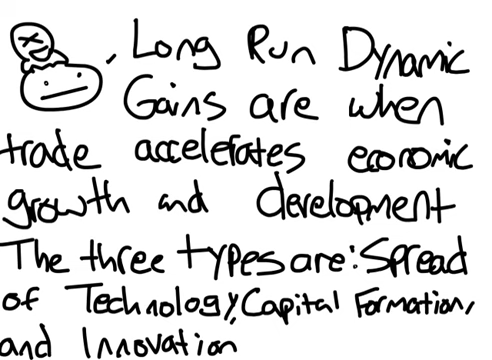 Long Run Dynamic
Gains are when
trade accelerates economic
growth and development
The three types are: Spread
of Technology, Capital Formation,
and Innovation